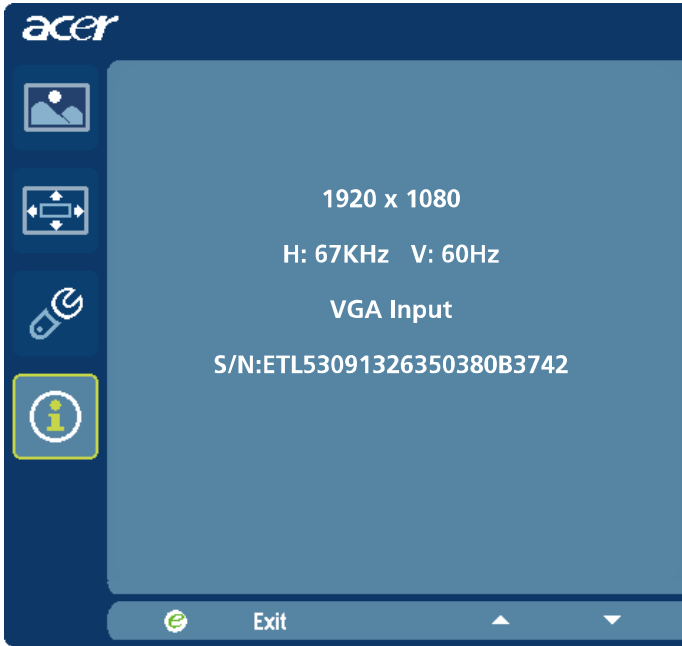 acer
1920 x 1080
H: 67KHz V: 60Hz
VGA Input
S/N:ETL53091326350380B3742
e Exit